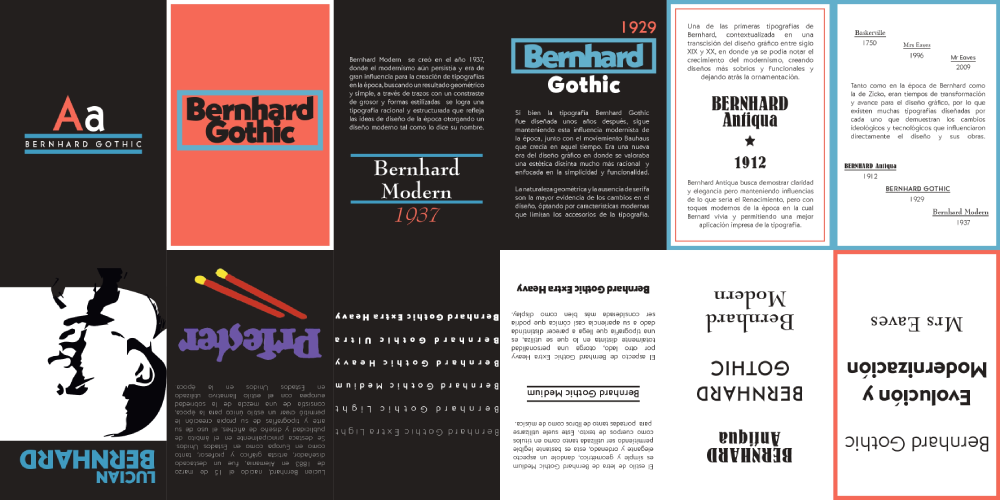 Aa
BERNHARD GOTHIC
Bernhard
Gothic
Bernhard Modern se creó en el año 1937,
donde el modernismo aún persistía y era de
gran influencia para la creación de tipografías
en la época, buscando un resultado geométrico
y simple, a través de trazos con un constraste
de grosor y formas estilizadas se logra una
tipografía racional y estructurada que refleja
las ideas de diseño de la época otorgando un
diseño moderno tal como lo dice su nombre.
Bernhard
Modern
1937
1929
Bernhard
Gothic
Si bien la tipografía Bernhard Gothic
fue diseñada unos años después, sigue
manteniendo esta influencia modernista de
la época, junto con el movimiento Bauhaus
que crecía en aquel tiempo. Era una nueva
era del diseño gráfico en donde se valoraba
una estética distinta mucho más racional y
enfocada en la simplicidad y funcionalidad.
La naturaleza geométrica y la ausencia de serifa
son la mayor evidencia de los cambios en el
diseño, optando por características modernas
que limitan los accesorios de la tipografía.
Una de las primeras tipografías de
Bernhard, contextualizada en una
transcisión del diseño gráfico entre siglo
XIX y XX, en donde ya se podía notar el
crecimiento del modernismo, creando
diseños más sobrios y funcionales y
dejando atrás la ornamentación.
BERNHARD
Antiqua
1912
Bernhard Antiqua busca demostrar claridad
y elegancia pero manteniendo influencias
de lo que sería el Renacimiento, pero con
toques modernos de la época en la cual
Bernard vivía y permitiendo una mejor
aplicación impresa de la tipografía.
Baskerville
1750
Mrs Eaves
1996
Mr Eaves
2009
Tanto como en la época de Bernhard como
la de Zicko, eran tiempos de transformación
y avance para el diseño gráfico, por lo que
existen muchas tipografías diseñadas por
cada uno que demuestran los cambios
ideológicos y tecnológicos que influenciaron
directamente el diseño y sus obras.
BERNHARD Antiqua
1912
BERNHARD GOTHIC
1929
Bernhard Modern
1937
LUCIAN
BERNHARD
Lucian Bernhard, nacido el 15 de marzo
de 1883 en Alemania, fue un destacado
diseñador, artista gráfico y profesor, tanto
como en Europa como en Estados Unidos.
Se destaca principalmente en el ámbito de
publicidad y diseño de afiches, el uso de su
arte y tipografías de su propia creación le
permitió crear un estilo único para la época,
consistía de una mezcla de la sobriedad
europea con el estilo llamativo utilizado
en Estados Unidos en la época
Priester
Bernhard Gothic Extra Light
Bernhard Gothic Light
Bernhard Gothic Medium
Bernhard Gothic Heavy
Bernhard Gothic Ultra
Bernhard Gothic Extra Heavy
El estilo de letra de Bernhard Gothic Medium
es simple y geométrico, dándole un aspecto
elegante y ordenado, esta es bastante legible
permitiendo ser utilizada tanto en títulos
como cuerpos de texto. Este suele utilizarse
para portadas tanto de libros como de música.
Bernhard Gothic Medium
El aspecto de Bernhard Gothic Extra Heavy
por otro lado, otorga una personalidad
totalmente distinta en lo que se utiliza, es
una tipografía que llega a parecer distintinda
dado a su apariencia casi cómica que podría
ser considerada más bien como display.
Bernhard Gothic Extra Heavy
BERNHARD
Antiqua
BERNHARD
GOTHIC
Bernhard
Modern
Bernhard Gothic
Evolución y
Modernización
Mrs Eaves